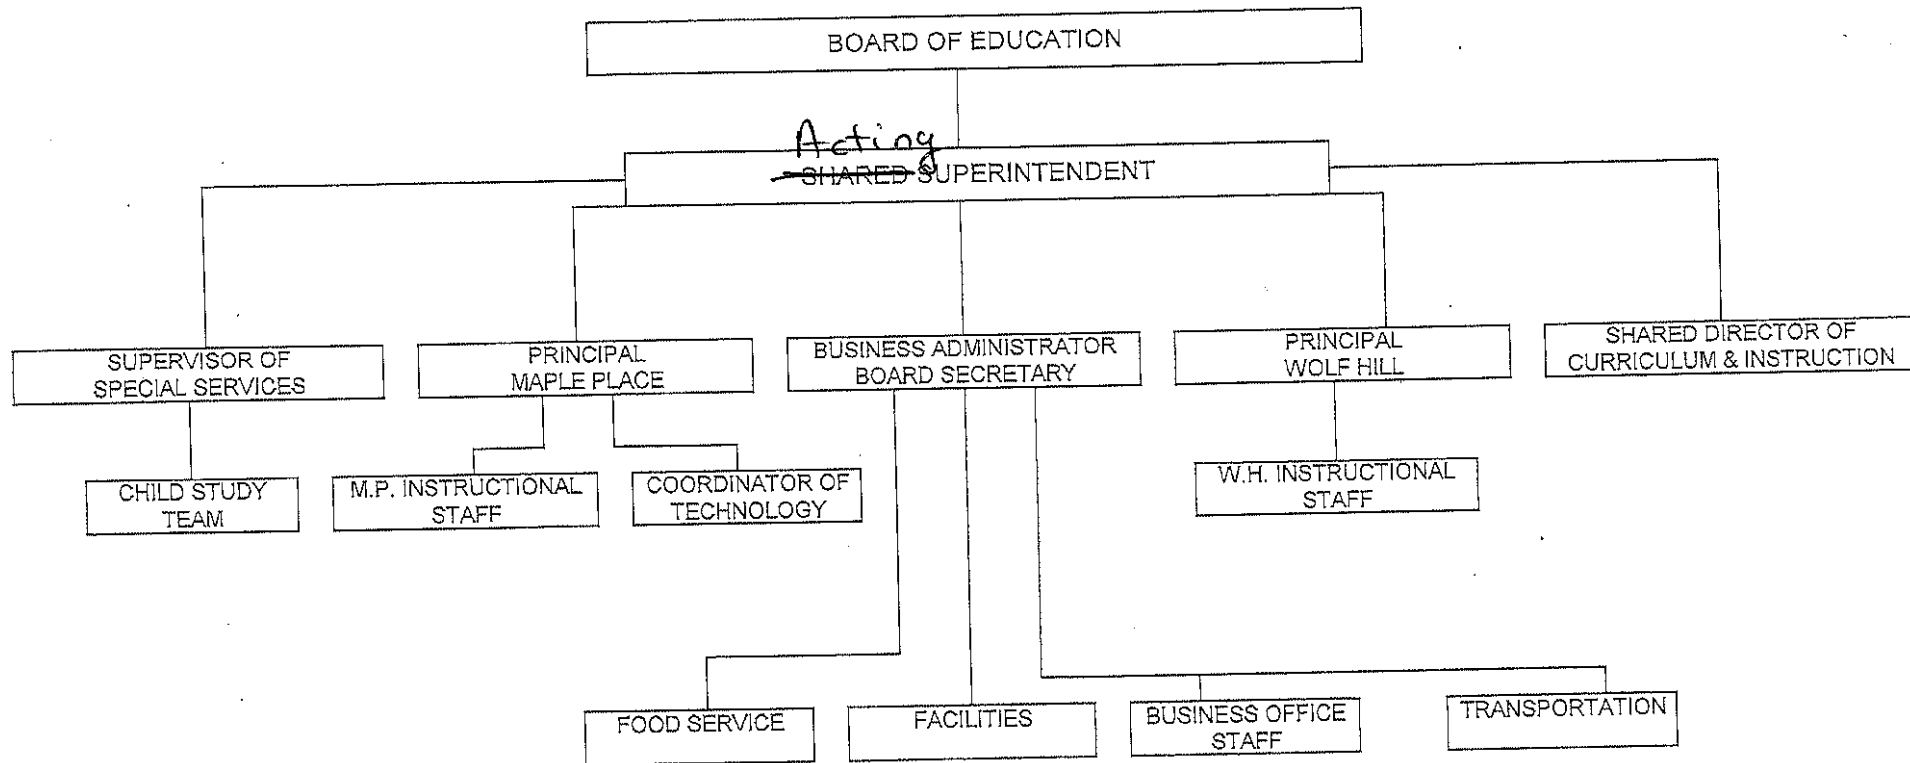 BOARD OF EDUCATION
Acting
SHARED SUPERINTENDENT
SUPERVISOR OF
SPECIAL SERVICES
PRINCIPAL
MAPLE PLACE
BUSINESS ADMINISTRATOR
BOARD SECRETARY
PRINCIPAL
WOLF HILL
SHARED DIRECTOR OF
CURRICULUM & INSTRUCTION
CHILD STUDY
TEAM
M.P. INSTRUCTIONAL
STAFF
COORDINATOR OF
TECHNOLOGY
W.H. INSTRUCTIONAL
STAFF
FOOD SERVICE
FACILITIES
BUSINESS OFFICE
STAFF
TRANSPORTATION